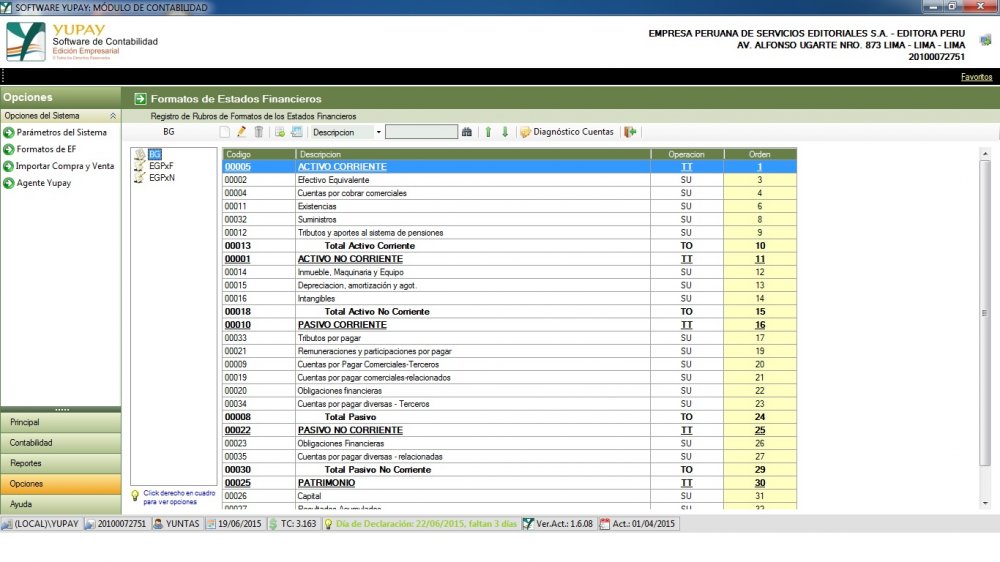 SOFTWARE YUPAY: MÓDULO DE CONTABILIDAD
YUPAY
Software de Contabilidad
Edición Empresarial
© Todos los Derechos Reservados
EMPRESA PERUANA DE SERVICIOS EDITORIALES S.A. - EDITORA PERU
AV. ALFONSO UGARTE NRO. 873 LIMA - LIMA - LIMA
20100072751
Favoritos
Opciones
Opciones del Sistema
Parámetros del Sistema
Formatos de EF
Importar Compra y Venta
Agente Yupay
Formatos de Estados Financieros
Registro de Rubros de Formatos de los Estados Financieros
BG Descripcion Diagnóstico Cuentas
BG
EGPxF
EGPxN
Codigo Descripcion Operacion Orden
00005 ACTIVO CORRIENTE TT 1
00002 Efectivo Equivalente SU 3
00004 Cuentas por cobrar comerciales SU 4
00011 Existencias SU 6
00032 Suministros SU 8
00012 Tributos y aportes al sistema de pensiones SU 9
00013 Total Activo Corriente TO 10
00001 ACTIVO NO CORRIENTE TT 11
00014 Inmueble, Maquinaria y Equipo SU 12
00015 Depreciacion, amortización y agot. SU 13
00016 Intangibles SU 14
00018 Total Activo No Corriente TO 15
00010 PASIVO CORRIENTE TT 16
00033 Tributos por pagar SU 17
00021 Remuneraciones y participaciones por pagar SU 19
00009 Cuentas por Pagar Comerciales-Terceros SU 20
00019 Cuentas por pagar comerciales-relacionados SU 21
00020 Obligaciones financieras SU 22
00034 Cuentas por pagar diversas - Terceros SU 23
00008 Total Pasivo TO 24
00022 PASIVO NO CORRIENTE TT 25
00023 Obligaciones Financieras SU 26
00035 Cuentas por pagar diversas - relacionadas SU 27
00030 Total Pasivo No Corriente TO 29
00025 PATRIMONIO TT 30
00026 Capital SU 31
00027 Resultados Acumulados SU 32
Principal
Contabilidad
Reportes
Opciones
Ayuda
Click derecho en cuadro
para ver opciones
(LOCAL)\YUPAY 20100072751 YUNTAS 19/06/2015 TC: 3.163 Día de Declaración: 22/06/2015, faltan 3 días Ver.Act.: 1.6.08 Act.: 01/04/2015